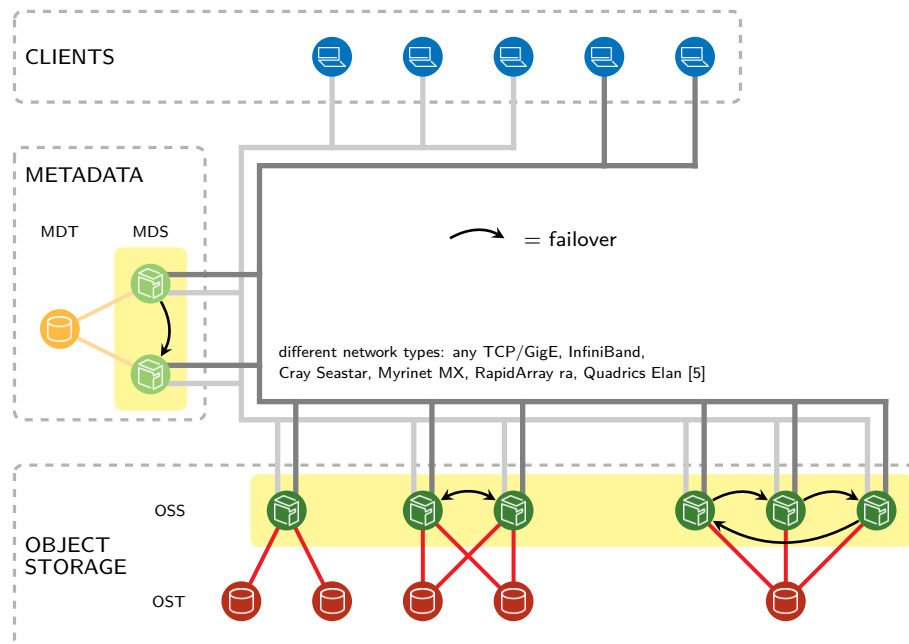 CLIENTS
METADATA
MDT
MDS
= failover
different network types: any TCP/GigE, InfiniBand,
Cray Seastar, Myrinet MX, RapidArray ra, Quadrics Elan [5]
OSS
OBJECT
STORAGE
OST